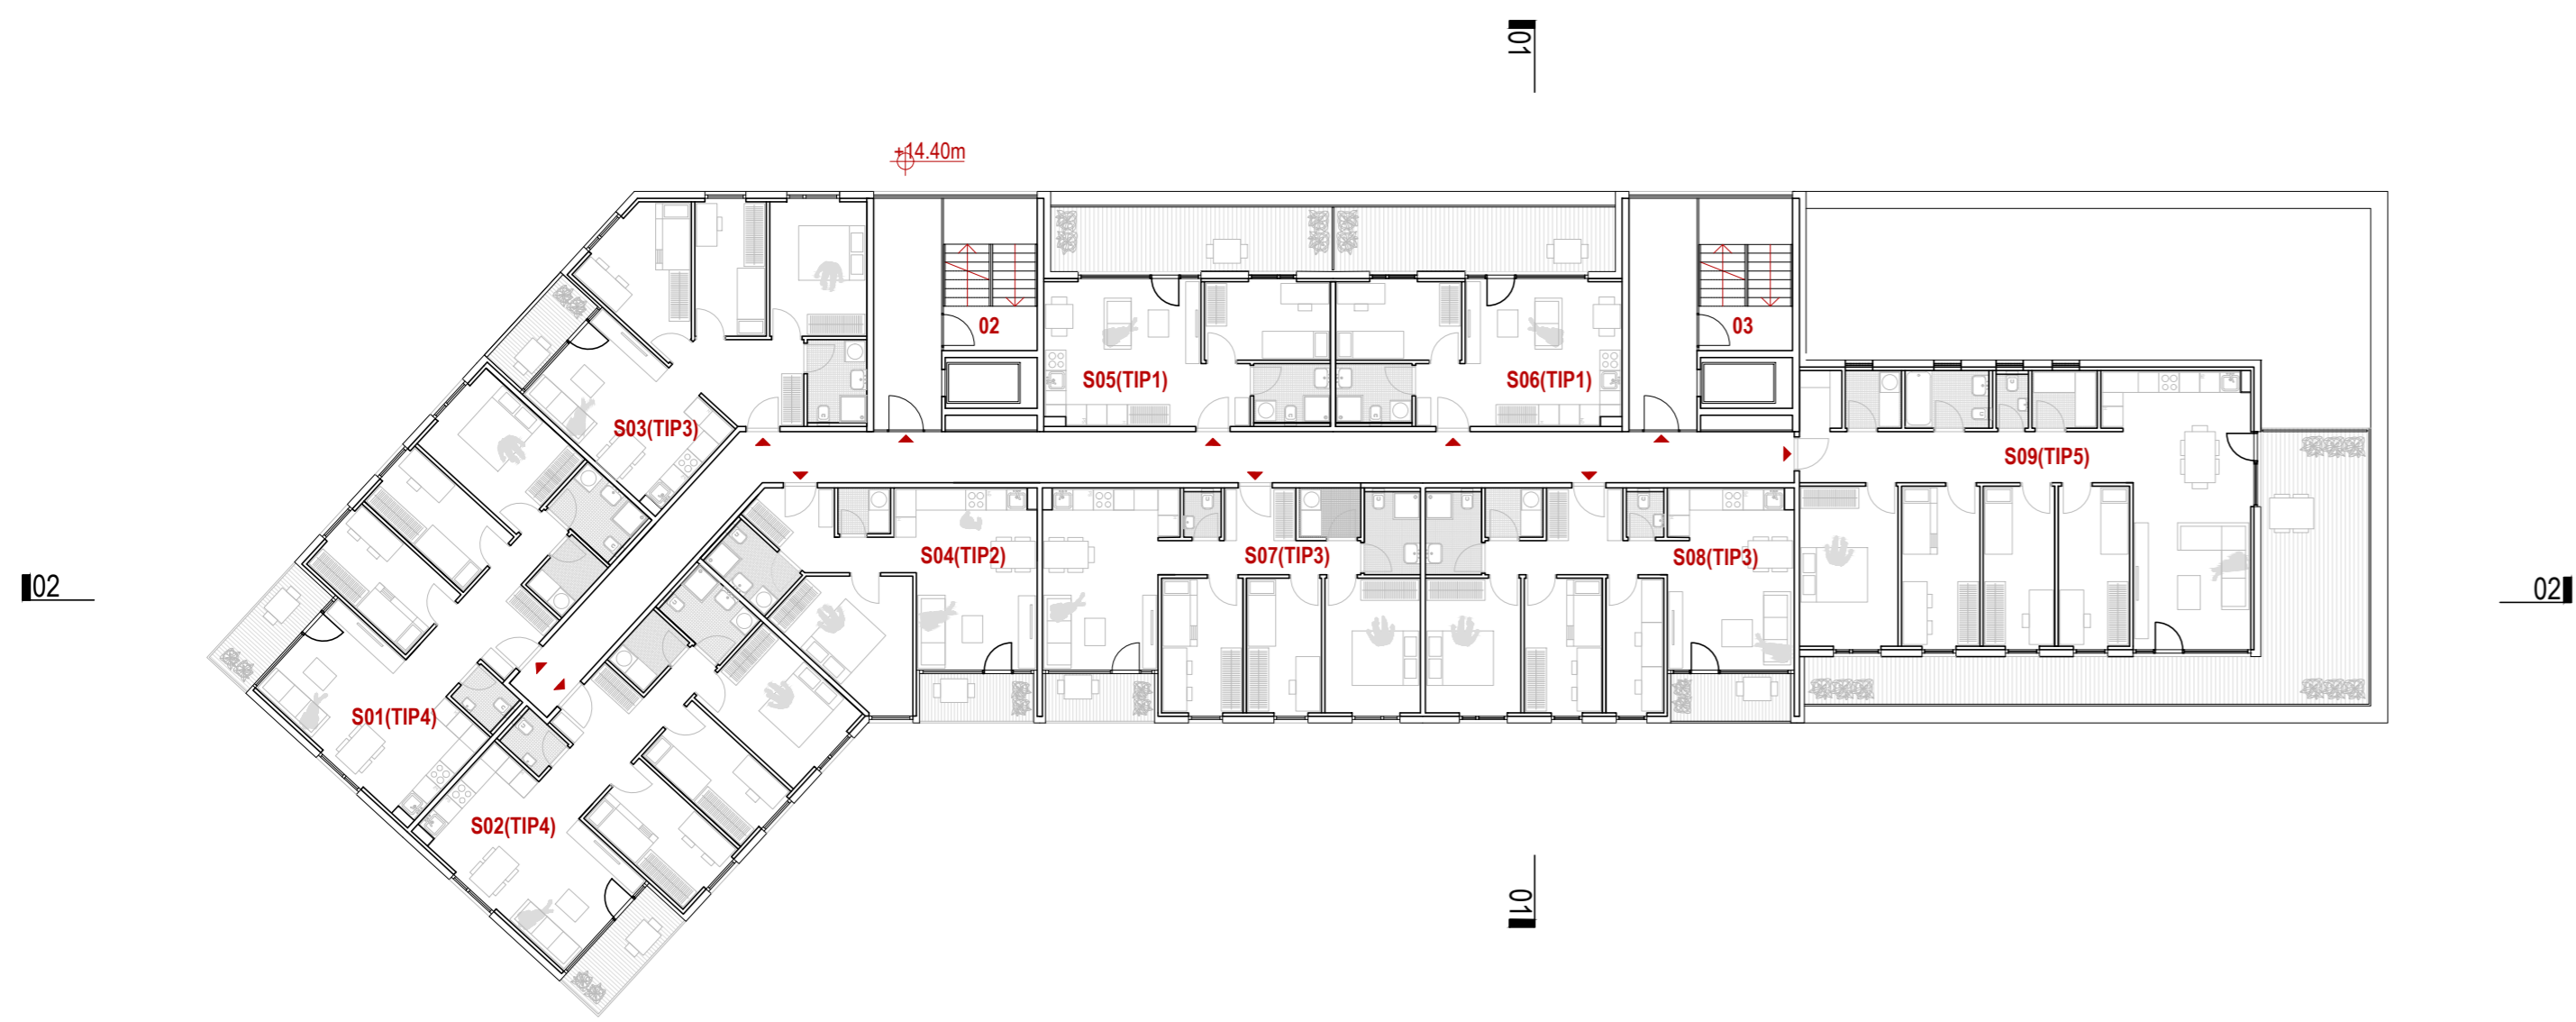 01
+14.40m
02
03
S05(TIP1)
S06(TIP1)
S03(TIP3)
S09(TIP5)
S04(TIP2)
S07(TIP3)
S08(TIP3)
02
02
S01(TIP4)
S02(TIP4)
01